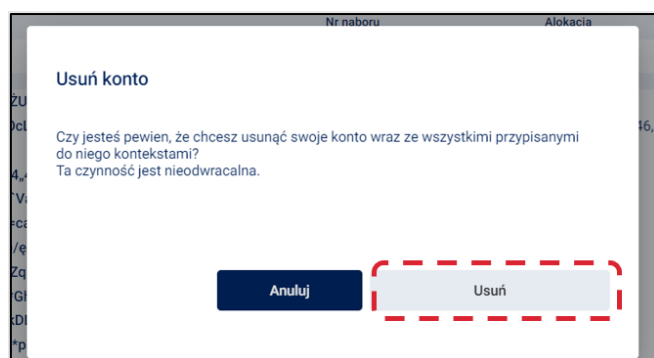 Nr naboru Alokacja
Usuń konto
Czy jesteś pewien, że chcesz usunąć swoje konto wraz ze wszystkimi przypisanymi
do niego kontekstami?
Ta czynność jest nieodwracalna.
Anuluj Usuń